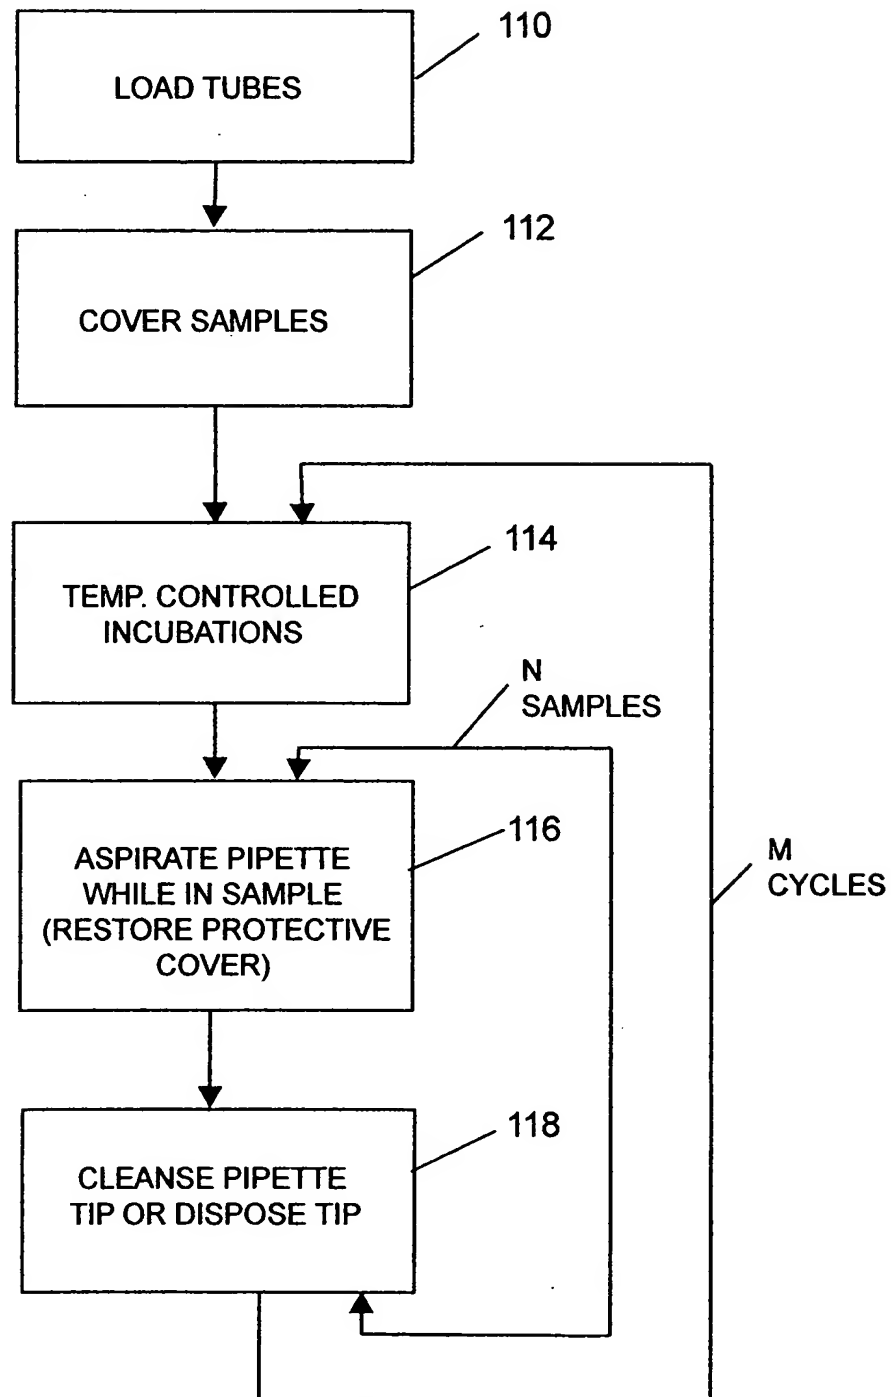 110
LOAD TUBES
112
COVER SAMPLES
114
TEMP. CONTROLLED
INCUBATIONS
N
SAMPLES
116
ASPIRATE PIPETTE
WHILE IN SAMPLE
(RESTORE PROTECTIVE
COVER)
M
CYCLES
118
CLEANSE PIPETTE
TIP OR DISPOSE TIP